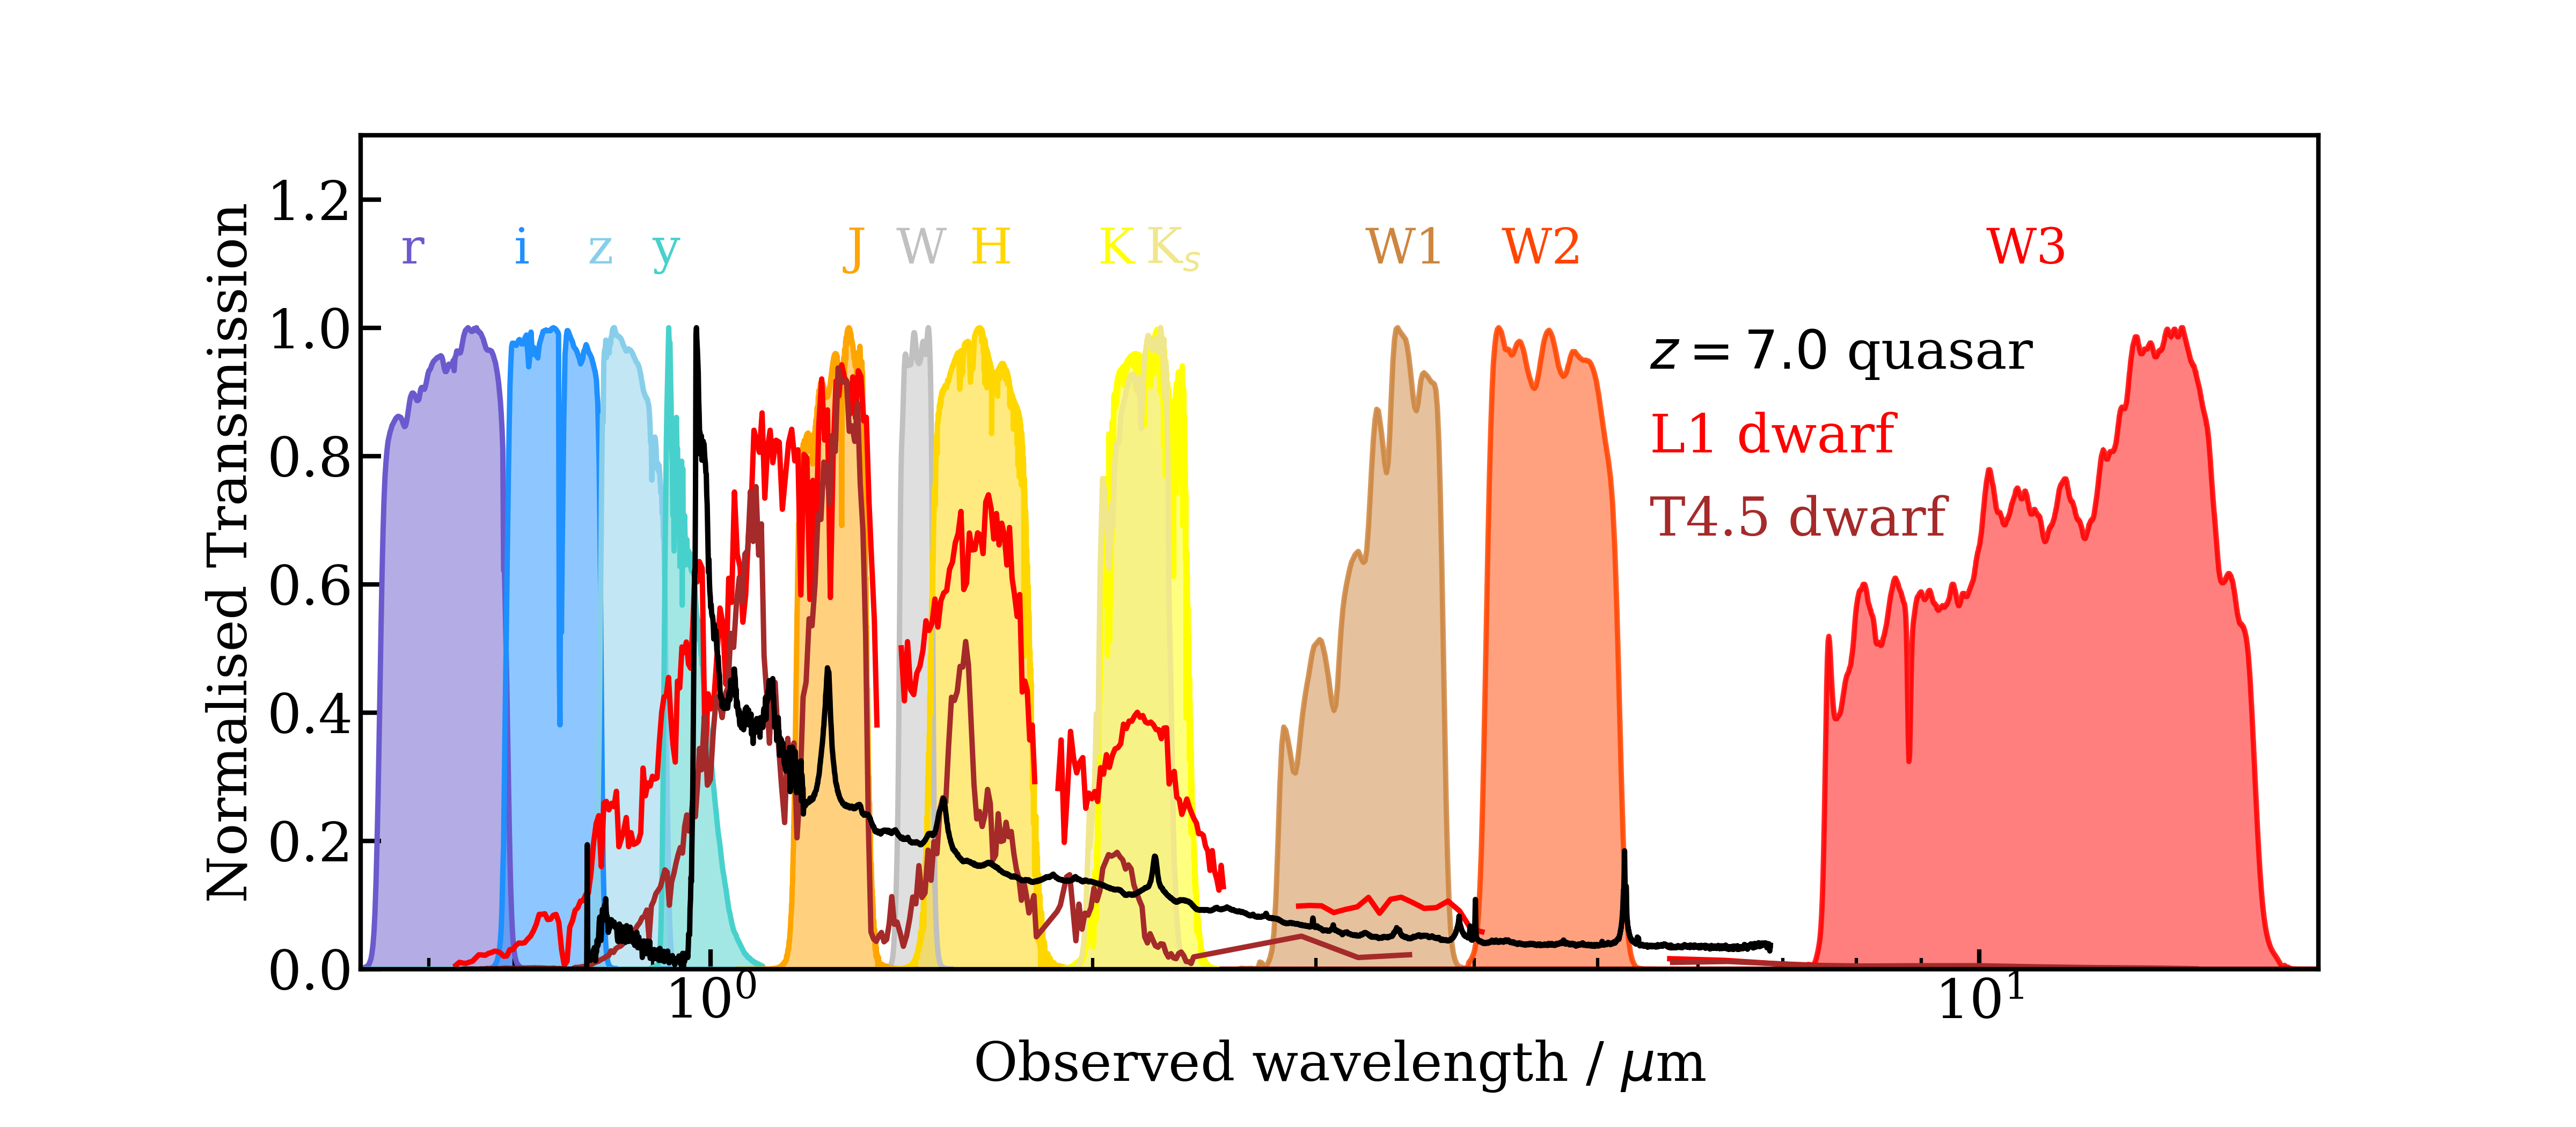 r i z y J W H K Kₛ W1 W2 W3
z = 7.0 quasar
L1 dwarf
T4.5 dwarf
Normalised Transmission
1.2
1.0
0.8
0.6
0.4
0.2
0.0
10⁰ 10¹
Observed wavelength / μm